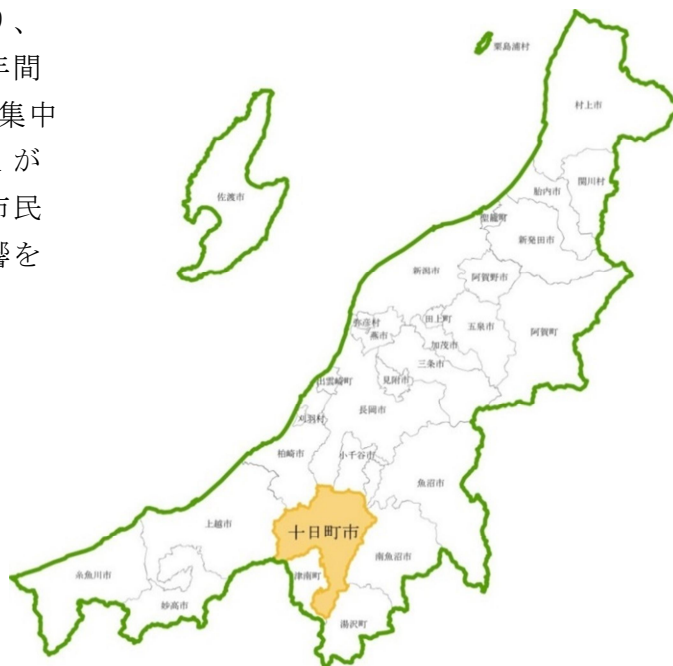 り、
年間
集中
が
市民
響を
粟島浦村
村上市
関川村
胎内市
佐渡市
聖籠町
新発田市
新潟市
阿賀野市
田上町
五泉市
阿賀町
弥彦村
燕市
加茂市
三条市
出雲崎町
見附市
長岡市
刈羽村
柏崎市
小千谷市
魚沼市
十日町市
上越市
南魚沼市
津南町
糸魚川市
妙高市
湯沢町